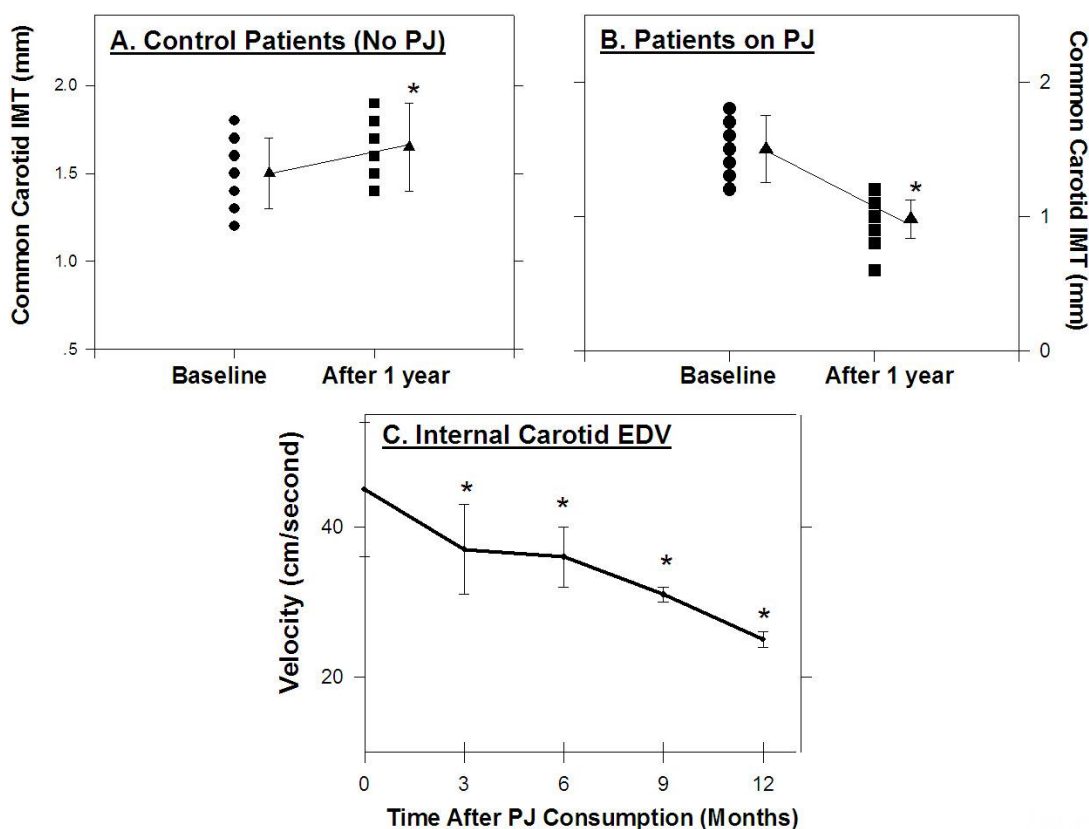 A. Control Patients (No PJ)
Common Carotid IMT (mm)
2.0
*
1.5
1.0
.5
Baseline
After 1 year
B. Patients on PJ
Common Carotid IMT (mm)
2
*
1
0
Baseline
After 1 year
C. Internal Carotid EDV
Velocity (cm/second)
* * * *
40
20
0 3 6 9 12
Time After PJ Consumption (Months)